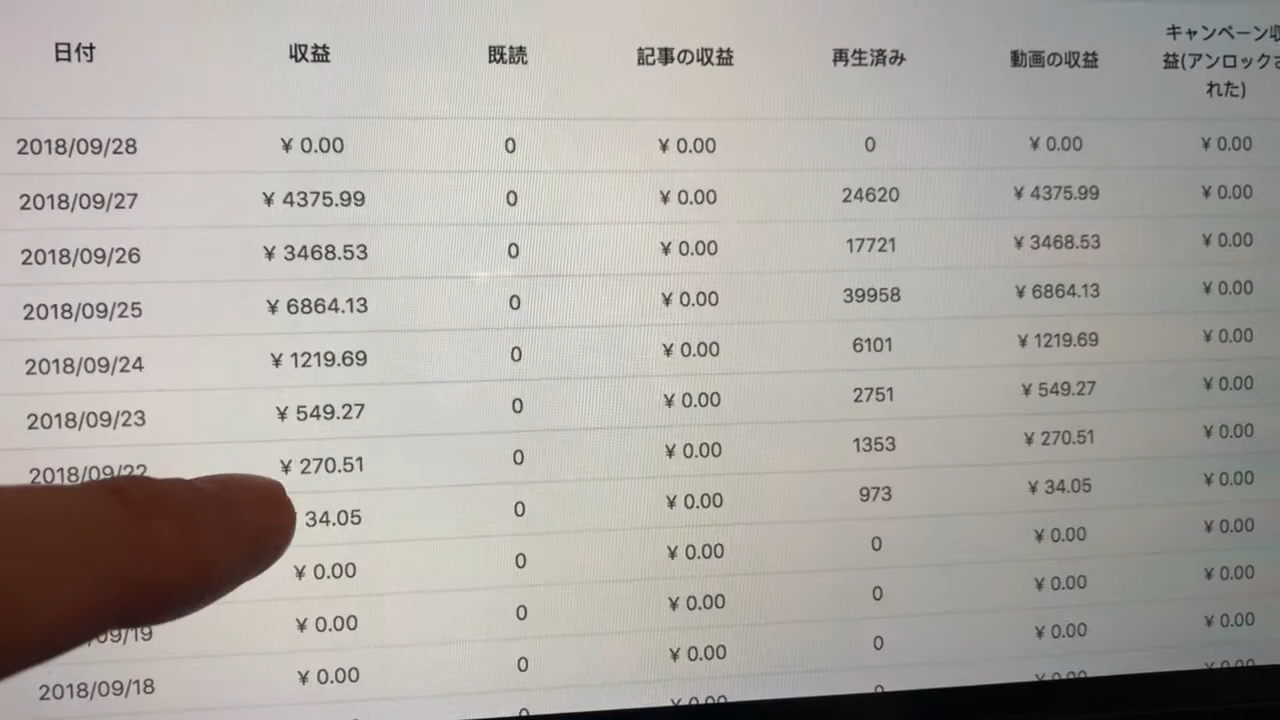 日付 収益 既読 記事の収益 再生済み 動画の収益 キャンペーン収
益(アンロックさ
れた)
2018/09/28 ¥ 0.00 0 ¥ 0.00 0 ¥ 0.00 ¥ 0.00
2018/09/27 ¥ 4375.99 0 ¥ 0.00 24620 ¥ 4375.99 ¥ 0.00
2018/09/26 ¥ 3468.53 0 ¥ 0.00 17721 ¥ 3468.53 ¥ 0.00
2018/09/25 ¥ 6864.13 0 ¥ 0.00 39958 ¥ 6864.13 ¥ 0.00
2018/09/24 ¥ 1219.69 0 ¥ 0.00 6101 ¥ 1219.69 ¥ 0.00
2018/09/23 ¥ 549.27 0 ¥ 0.00 2751 ¥ 549.27 ¥ 0.00
2018/09/22 ¥ 270.51 0 ¥ 0.00 1353 ¥ 270.51 ¥ 0.00
34.05 0 ¥ 0.00 973 ¥ 34.05 ¥ 0.00
¥ 0.00 0 ¥ 0.00 0 ¥ 0.00 ¥ 0.00
09/19 ¥ 0.00 0 ¥ 0.00 0 ¥ 0.00 ¥ 0.00
2018/09/18 ¥ 0.00 0 ¥ 0.00 0 ¥ 0.00 ¥ 0.00
0 ¥ 0.00 0 ¥ 0.00 ¥ 0.00